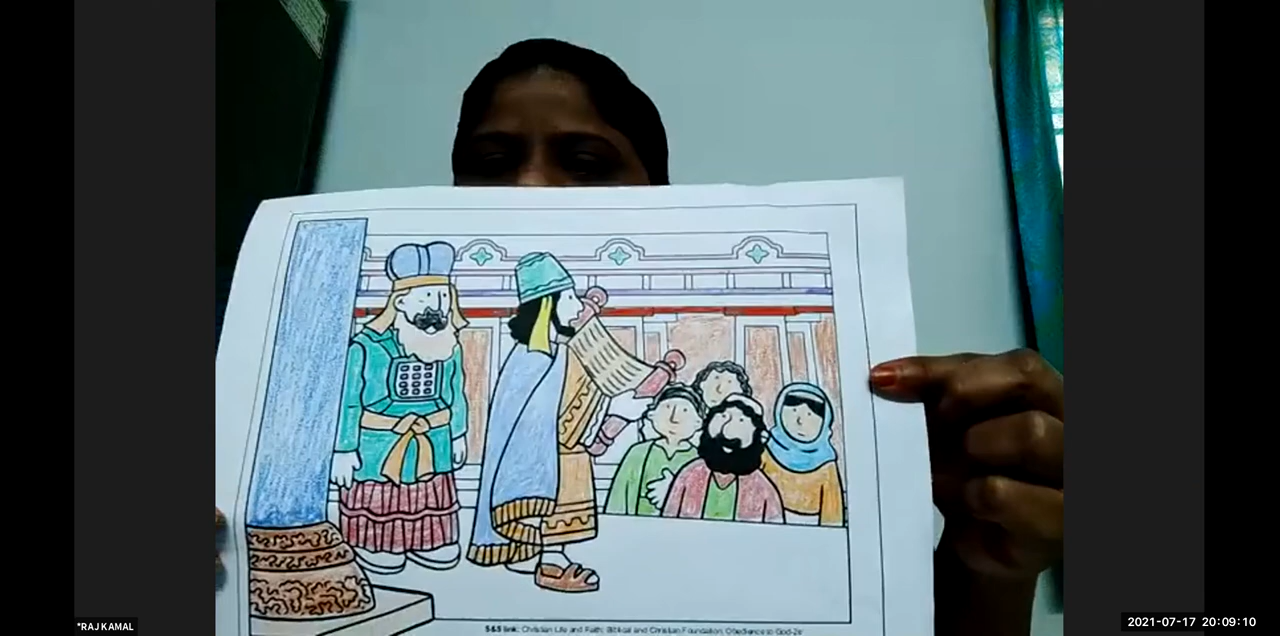 S&S link: Christian Life and Faith: Biblical and Christian Foundation; Obedience to God-2e
*RAJ KAMAL
2021-07-17 20:09:10